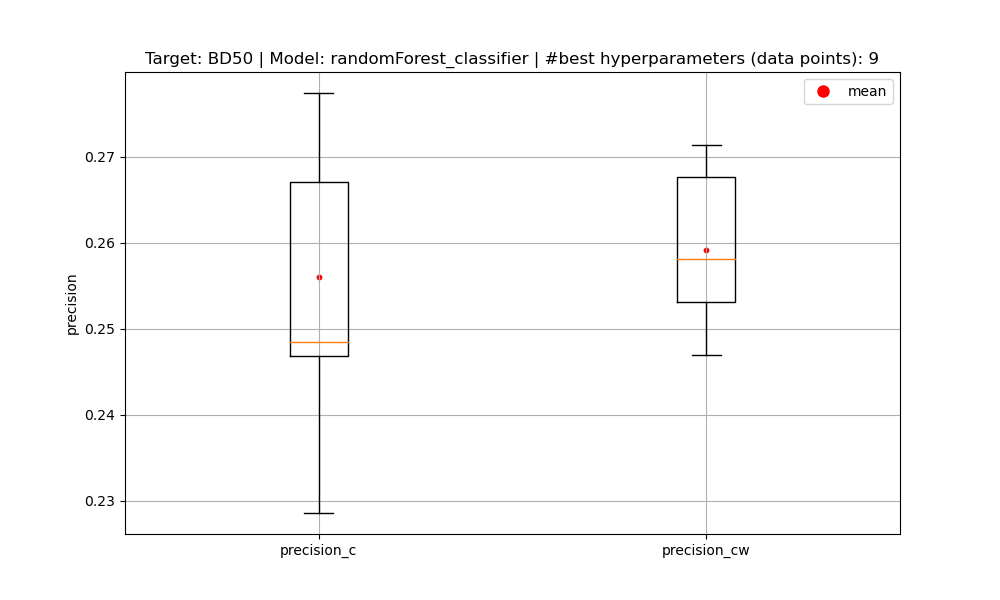 Target: BD50 | Model: randomForest_classifier | #best hyperparameters (data points): 9
mean
0.27
0.26
0.25
0.24
0.23
precision
precision_c
precision_cw